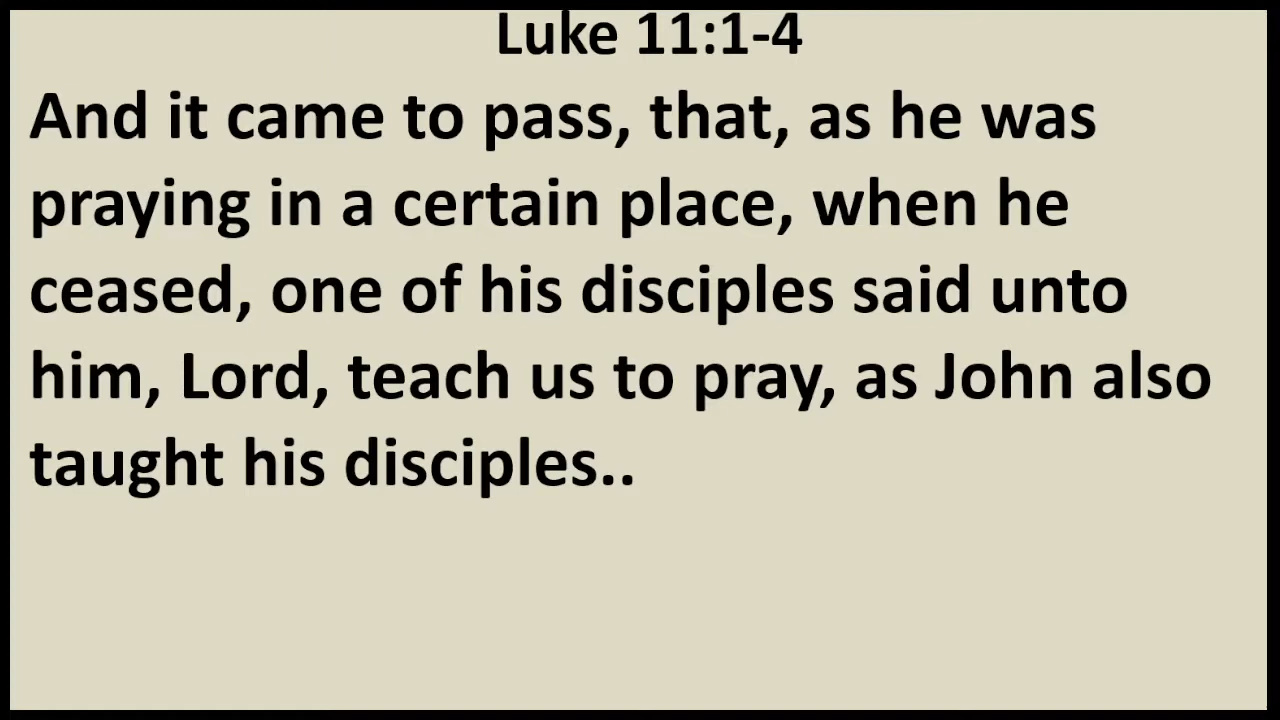 Luke 11:1-4
And it came to pass, that, as he was
praying in a certain place, when he
ceased, one of his disciples said unto
him, Lord, teach us to pray, as John also
taught his disciples..